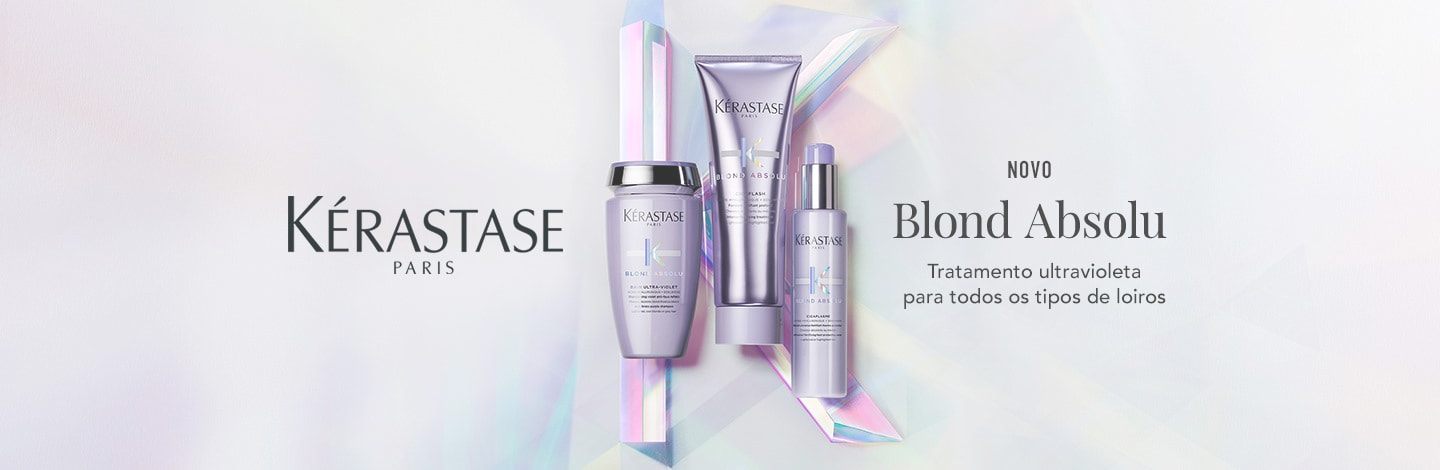 KÉRASTASE
PARIS
KÉRASTASE
PARIS
BLOND ABSOLU
BAIN ULTRA-VIOLET
KÉRASTASE
PARIS
BLOND ABSOLU
CICAFLASH
KÉRASTASE
PARIS
BLOND ABSOLU
CICAPLASME
NOVO
Blond Absolu
Tratamento ultravioleta
para todos os tipos de loiros